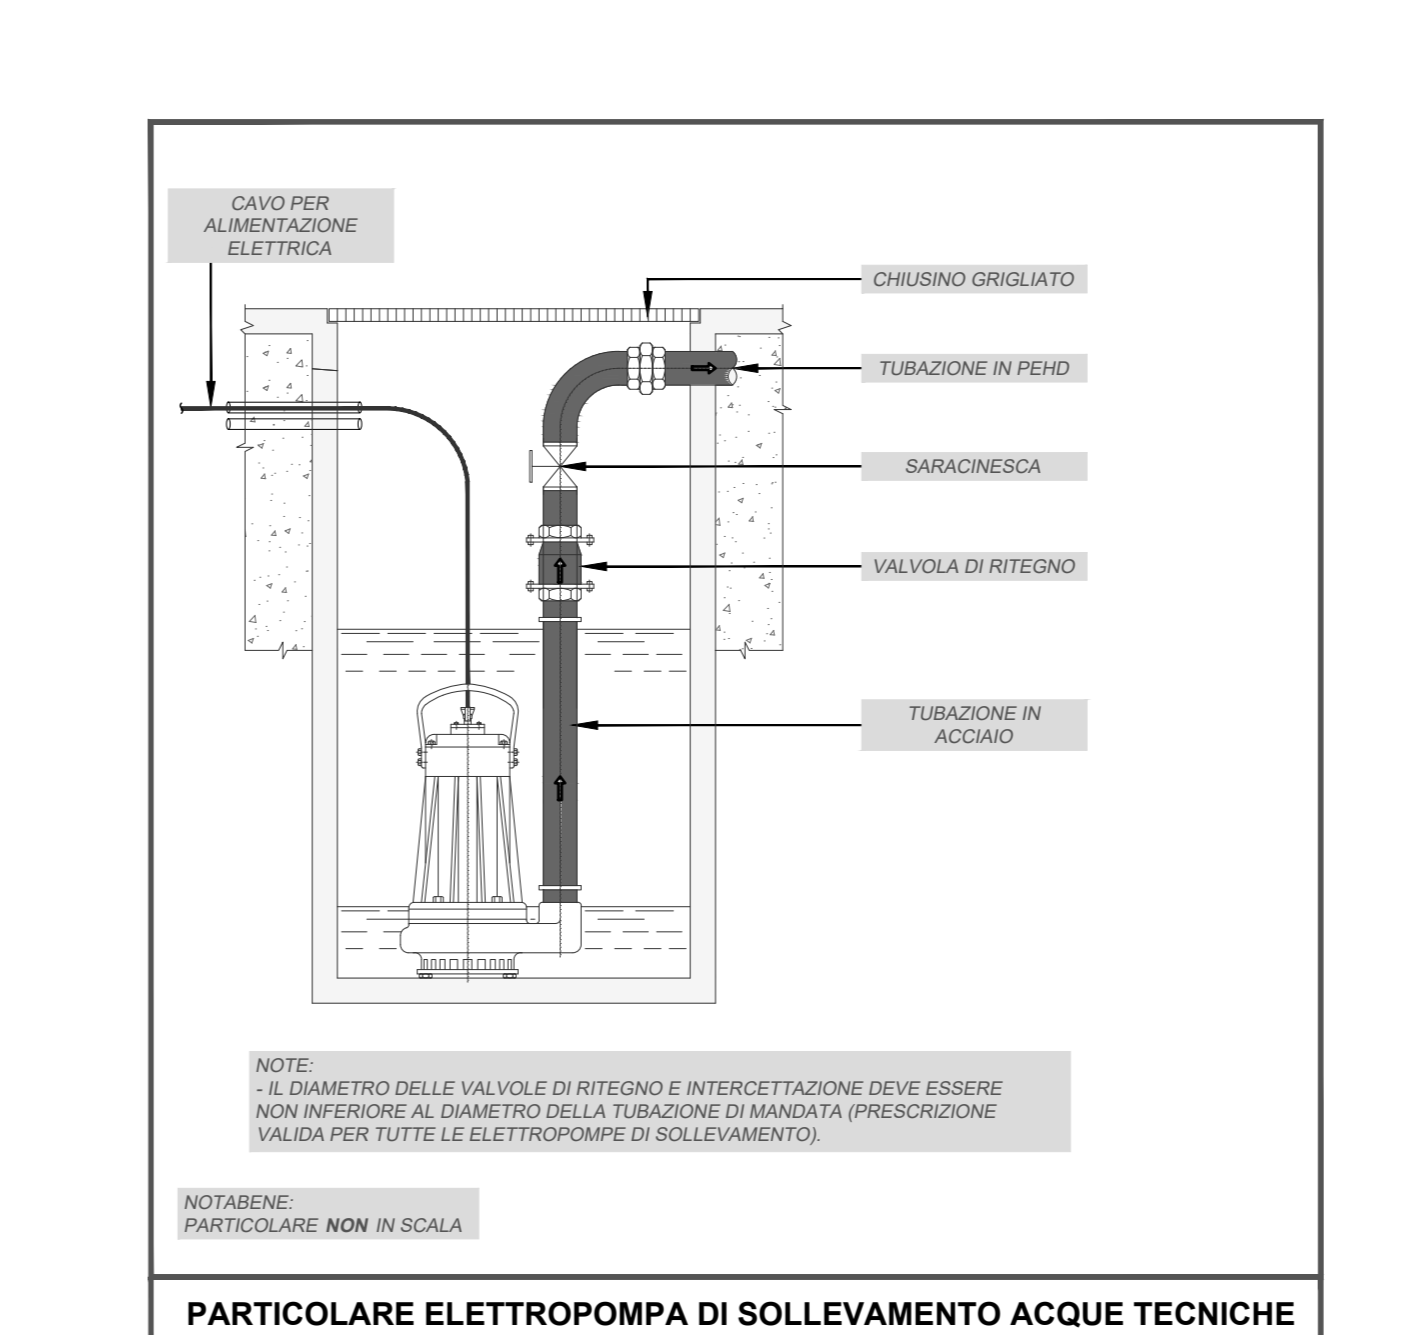 CAVO PER
ALIMENTAZIONE
ELETTRICA
CHIUSINO GRIGLIATO
TUBAZIONE IN PEHD
SARACINESCA
VALVOLA DI RITEGNO
TUBAZIONE IN
ACCIAIO
NOTE:
- IL DIAMETRO DELLE VALVOLE DI RITEGNO E INTERCETTAZIONE DEVE ESSERE
NON INFERIORE AL DIAMETRO DELLA TUBAZIONE DI MANDATA (PRESCRIZIONE
VALIDA PER TUTTE LE ELETTROPOMPE DI SOLLEVAMENTO).
NOTABENE:
PARTICOLARE NON IN SCALA
PARTICOLARE ELETTROPOMPA DI SOLLEVAMENTO ACQUE TECNICHE